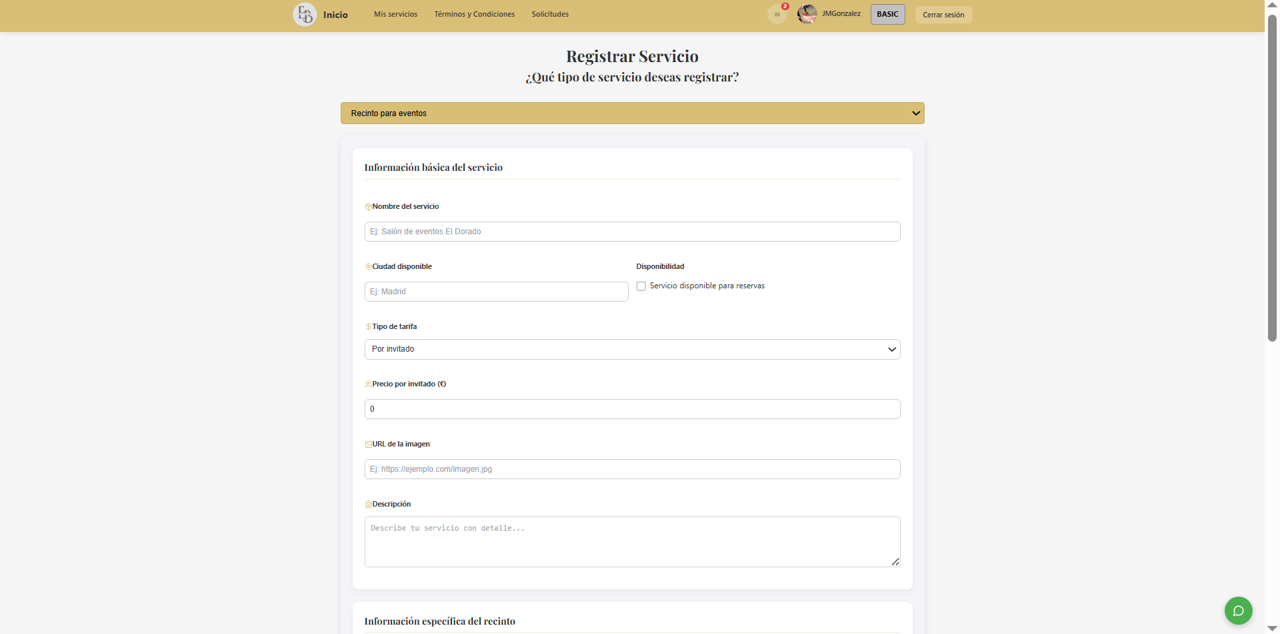 EB
Inicio
Mis servicios
Términos y Condiciones
Solicitudes
2
JMGonzalez
BASIC
Cerrar sesión
Registrar Servicio
¿Qué tipo de servicio deseas registrar?
Recinto para eventos
Información básica del servicio
Nombre del servicio
Ej: Salón de eventos El Dorado
Ciudad disponible
Disponibilidad
Ej: Madrid
Servicio disponible para reservas
Tipo de tarifa
Por invitado
Precio por invitado (€)
0
URL de la imagen
Ej: https://ejemplo.com/imagen.jpg
Descripción
Describe tu servicio con detalle...
Información específica del recinto